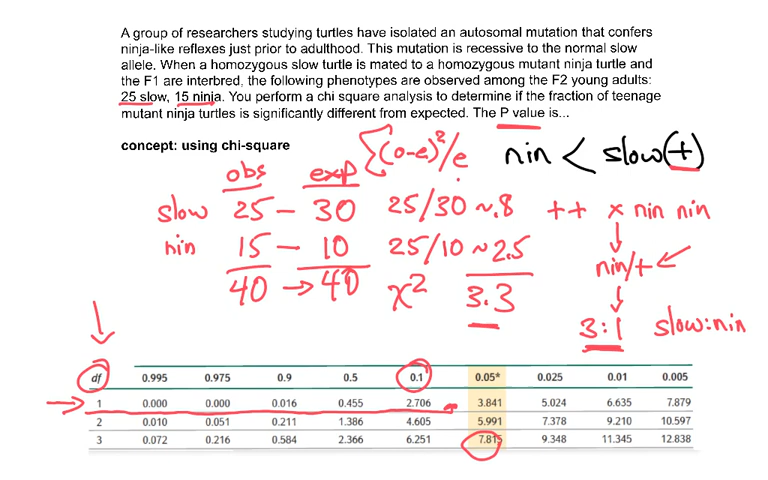 A group of researchers studying turtles have isolated an autosomal mutation that confers
ninja-like reflexes just prior to adulthood. This mutation is recessive to the normal slow
allele. When a homozygous slow turtle is mated to a homozygous mutant ninja turtle and
the F1 are interbred, the following phenotypes are observed among the F2 young adults:
25 slow, 15 ninja. You perform a chi square analysis to determine if the fraction of teenage
mutant ninja turtles is significantly different from expected. The P value is...
concept: using chi-square
Σ(o-e)²/e nin < slow(+)
obs exp
slow 25 – 30 25/30 ~.8 ++ x nin nin
nin 15 – 10 25/10 ~2.5 nin/+
40 → 40 χ² 3.3
3:1 slow:nin
df 0.995 0.975 0.9 0.5 0.1 0.05* 0.025 0.01 0.005
1 0.000 0.000 0.016 0.455 2.706 3.841 5.024 6.635 7.879
2 0.010 0.051 0.211 1.386 4.605 5.991 7.378 9.210 10.597
3 0.072 0.216 0.584 2.366 6.251 7.815 9.348 11.345 12.838